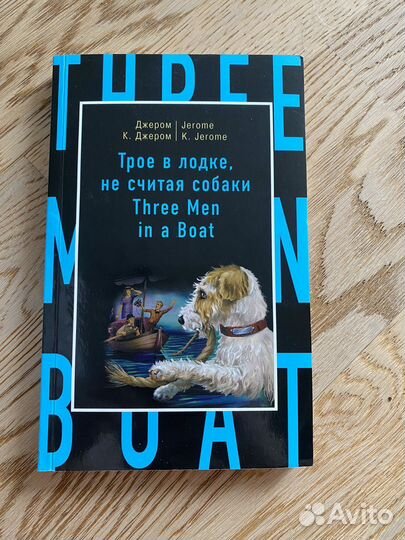 THREE
MEN
Джером | Jerome
К. Джером | K. Jerome
Трое в лодке,
не считая собаки
Three Men
in a Boat
BOAT
Avito